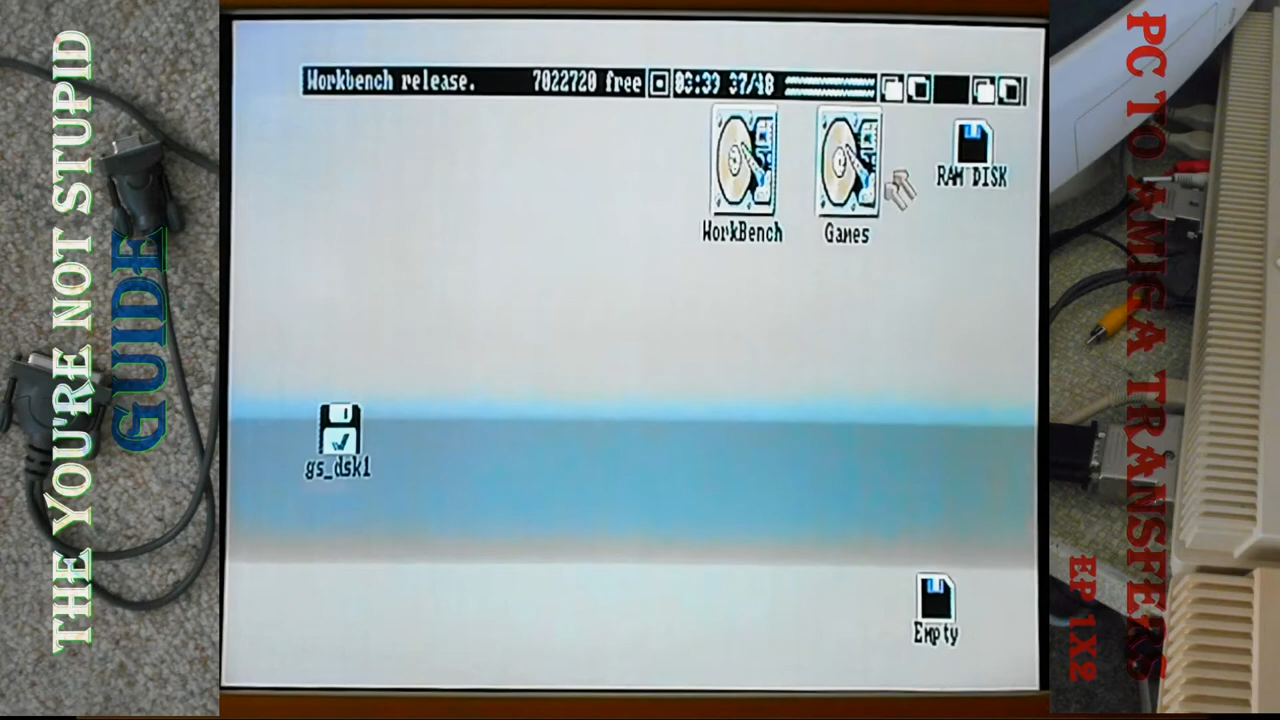 THE YOU'RE NOT STUPID
GUIDE
Workbench release. 7022720 free 03:39 37/48
WorkBench
Games
RAM DISK
gs_dsk1
Empty
PC TO AMIGA TRANSFERS
EP 1X2